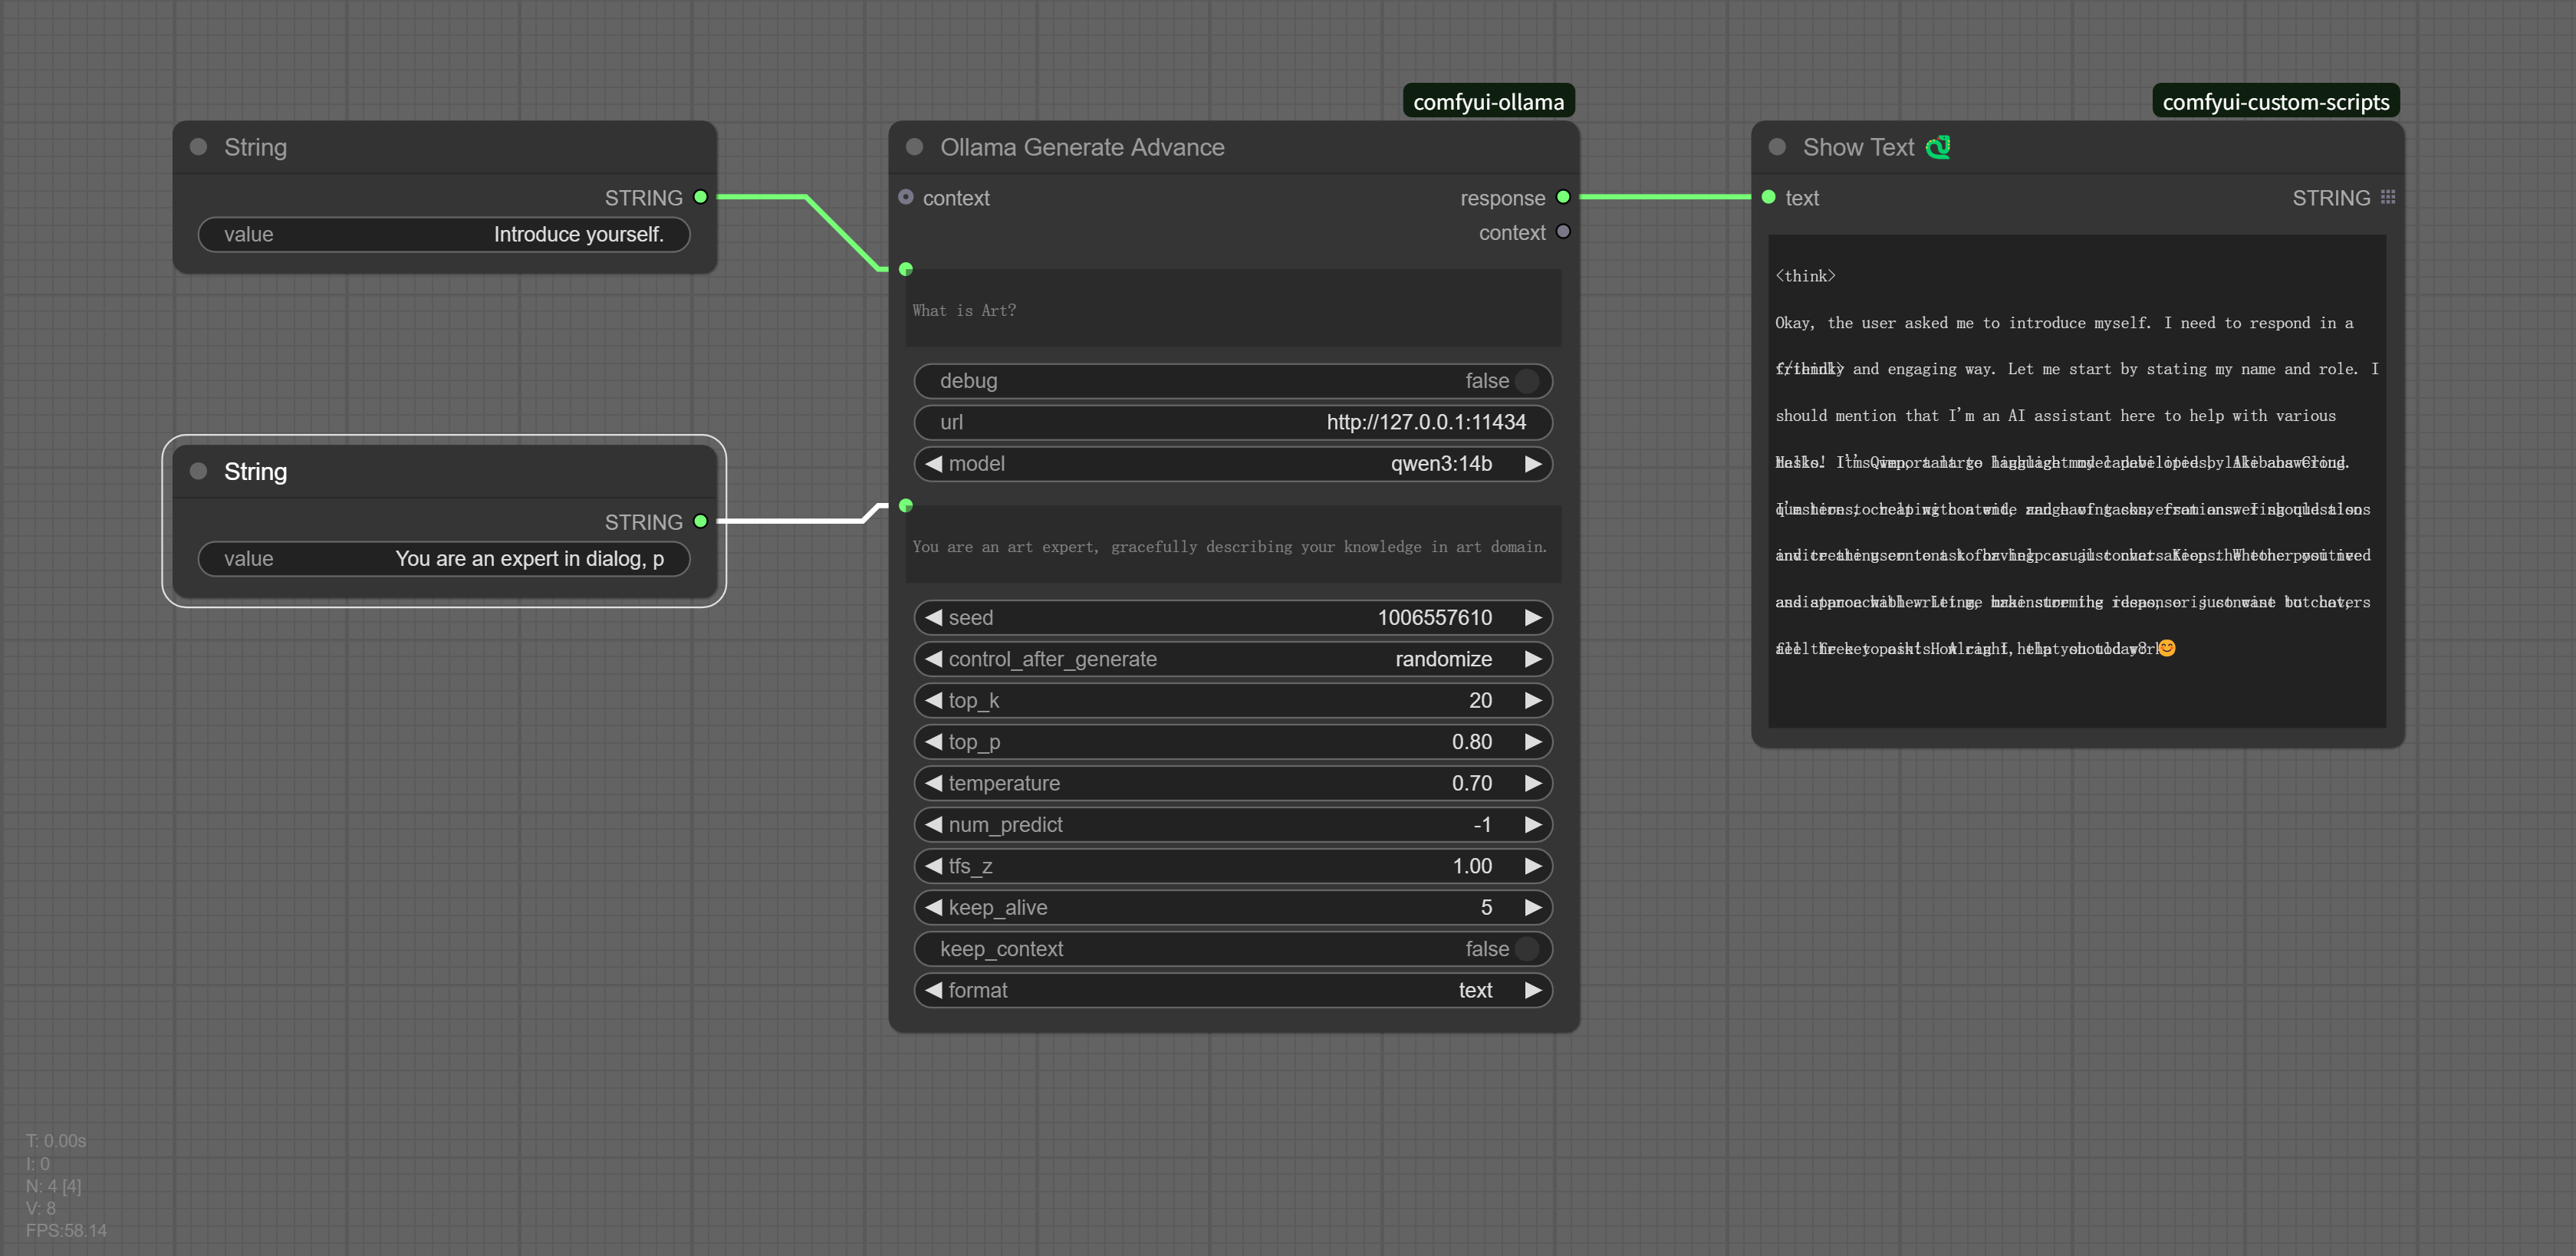 comfyui-ollama
comfyui-custom-scripts
String
STRING
value Introduce yourself.
String
STRING
value You are an expert in dialog, p
Ollama Generate Advance
context response
context
What is Art?
debug false
url http://127.0.0.1:11434
model qwen3:14b
You are an art expert, gracefully describing your knowledge in art domain.
seed 1006557610
control_after_generate randomize
top_k 20
top_p 0.80
temperature 0.70
num_predict -1
tfs_z 1.00
keep_alive 5
keep_context false
format text
Show Text
text STRING
<think>
Okay, the user asked me to introduce myself. I need to respond in a
and engaging way. Let me start by stating my name and role. I
should mention that I'm an AI assistant here to help with various
T: 0.00s
I: 0
N: 4 [4]
V: 8
FPS:58.14